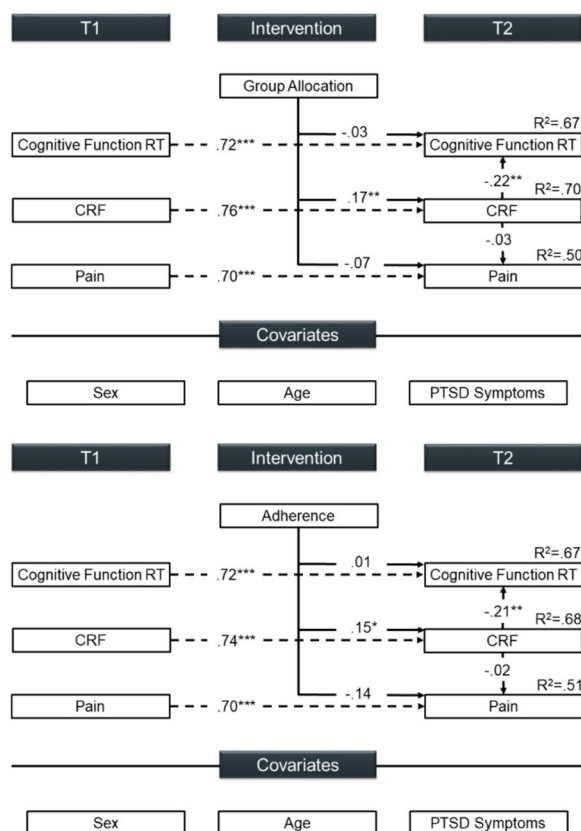 T1 Intervention T2
Group Allocation
R²=.67
-.03
Cognitive Function RT .72*** Cognitive Function RT
-.22** R²=.70
.17**
CRF .76*** CRF
-.03
R²=.50
-.07
Pain .70*** Pain
Covariates
Sex Age PTSD Symptoms
T1 Intervention T2
Adherence
R²=.67
.01
Cognitive Function RT .72*** Cognitive Function RT
-.21** R²=.68
.15*
CRF .74*** CRF
-.02
R²=.51
-.14
Pain .70*** Pain
Covariates
Sex Age PTSD Symptoms